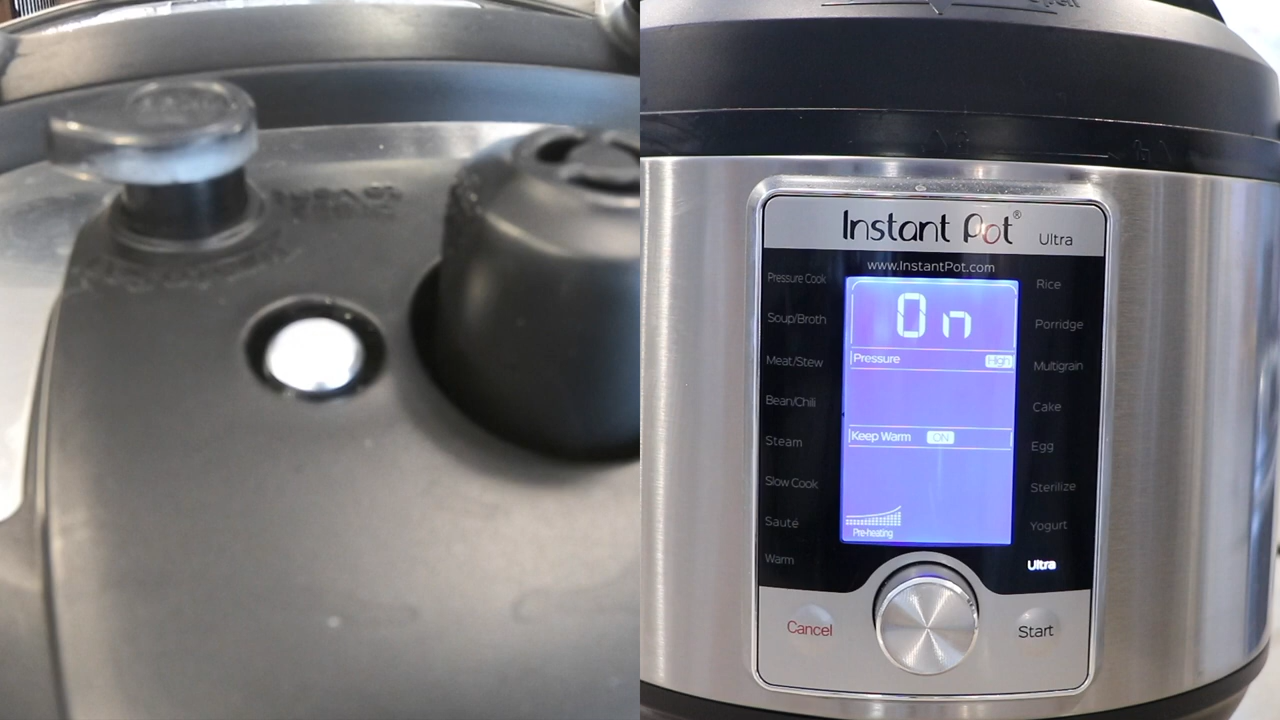 Open
Instant Pot® Ultra
www.InstantPot.com
Pressure Cook
Soup/Broth
Meat/Stew
Bean/Chili
Steam
Slow Cook
Sauté
Warm
On
Pressure High
Keep Warm ON
Pre-heating
Rice
Porridge
Multigrain
Cake
Egg
Sterilize
Yogurt
Ultra
Cancel
Start